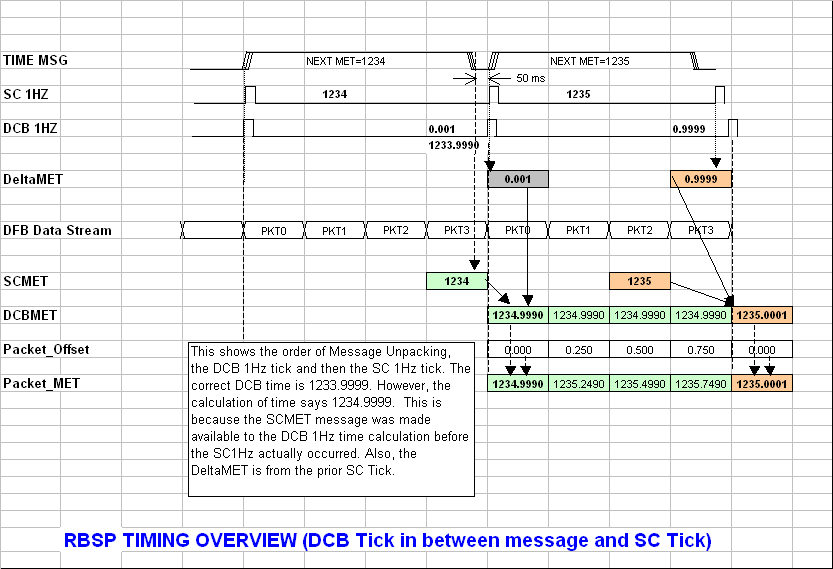 TIME MSG NEXT MET=1234 NEXT MET=1235
50 ms
SC 1HZ 1234 1235
DCB 1HZ 0.001 0.9999
1233.9990
DeltaMET 0.001 0.9999
DFB Data Stream PKT0 PKT1 PKT2 PKT3 PKT0 PKT1 PKT2 PKT3
SCMET 1234 1235
DCBMET 1234.9990 1234.9990 1234.9990 1234.9990 1235.0001
Packet_Offset 0.000 0.250 0.500 0.750 0.000
Packet_MET 1234.9990 1235.2490 1235.4990 1235.7490 1235.0001
This shows the order of Message Unpacking,
the DCB 1Hz tick and then the SC 1Hz tick. The
correct DCB time is 1233.9999. However, the
calculation of time says 1234.9999. This is
because the SCMET message was made
available to the DCB 1Hz time calculation before
the SC1Hz actually occurred. Also, the
DeltaMET is from the prior SC Tick.
RBSP TIMING OVERVIEW (DCB Tick in between message and SC Tick)